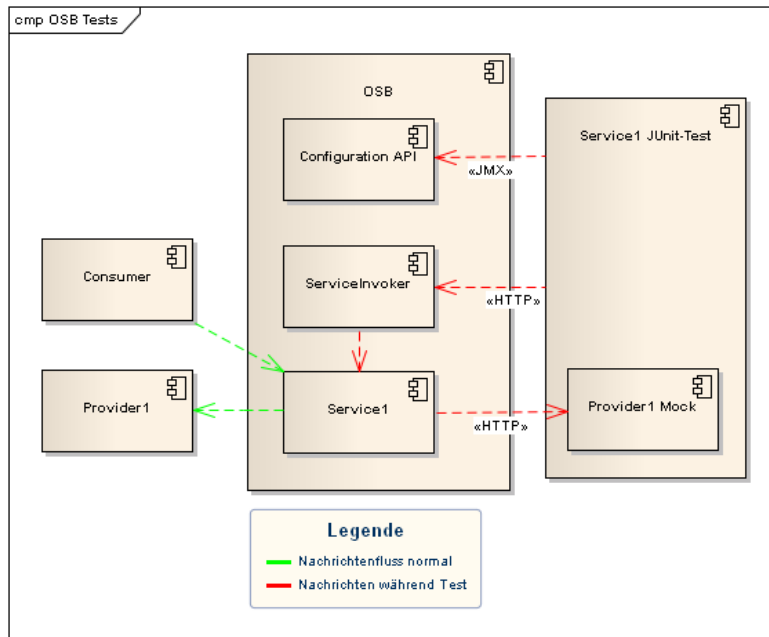 cmp OSB Tests
OSB
Configuration API
«JMX»
Service1 JUnit-Test
Consumer
ServiceInvoker
«HTTP»
Provider1
Service1
«HTTP»
Provider1 Mock
Legende
Nachrichtenfluss normal
Nachrichten während Test